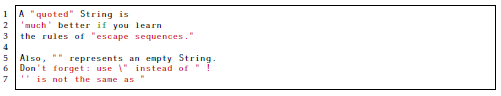 1 A "quoted" String is
2 'much' better if you learn
3 the rules of "escape sequences."
4
5 Also, "" represents an empty String.
6 Don't forget: use \" instead of " !
7 '' is not the same as "